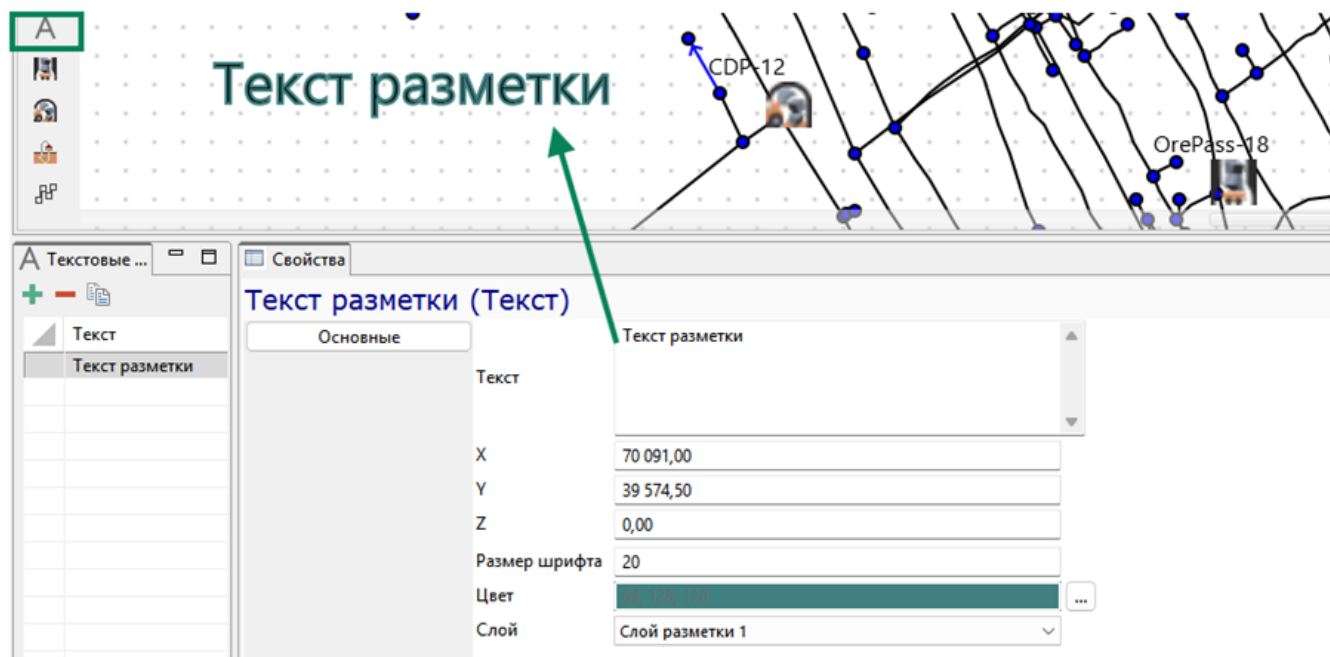 A
Текст разметки
CDP-12
OrePass-18
A Текстовые ...
Свойства
Текст разметки (Текст)
Текст
Основные
Текст разметки
Текст разметки
Текст
X
70 091,00
Y
39 574,50
Z
0,00
Размер шрифта
20
Цвет
...
Слой
Слой разметки 1